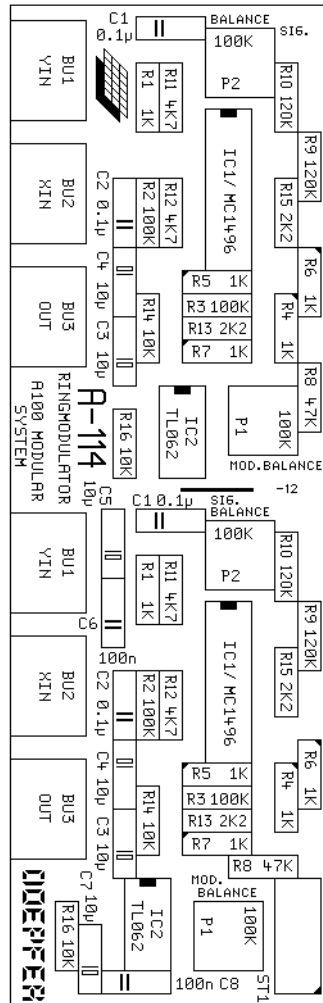 C1
0.1µ
BALANCE
SIG.
100K
P2
BU1
YIN
R1 1K
R11 4K7
R10 120K
R9 120K
IC1/ MC1496
BU2
XIN
C2 0.1µ
R2 100K
R12 4K7
R15 2K2
R6 1K
C4 10µ
R5 1K
R3 100K
R13 2K2
R7 1K
R4 1K
BU3
OUT
C3 10µ
R14 10K
R8 47K
A-114
RINGMODULATOR
A100 MODULAR
SYSTEM
R16 10K
IC2
TL062
P1
100K
MOD.BALANCE
10µ C5
C1 0.1µ
SIG.
BALANCE
-12
100K
P2
BU1
YIN
R1 1K
R11 4K7
R10 120K
R9 120K
C6
100n
IC1/ MC1496
BU2
XIN
C2 0.1µ
R2 100K
R12 4K7
R15 2K2
R6 1K
C4 10µ
R5 1K
R3 100K
R13 2K2
R7 1K
R4 1K
BU3
OUT
C3 10µ
R14 10K
R8 47K
DOEPFER
C7 10µ
R16 10K
IC2
TL062
MOD.
BALANCE
P1
100K
100n C8
ST1